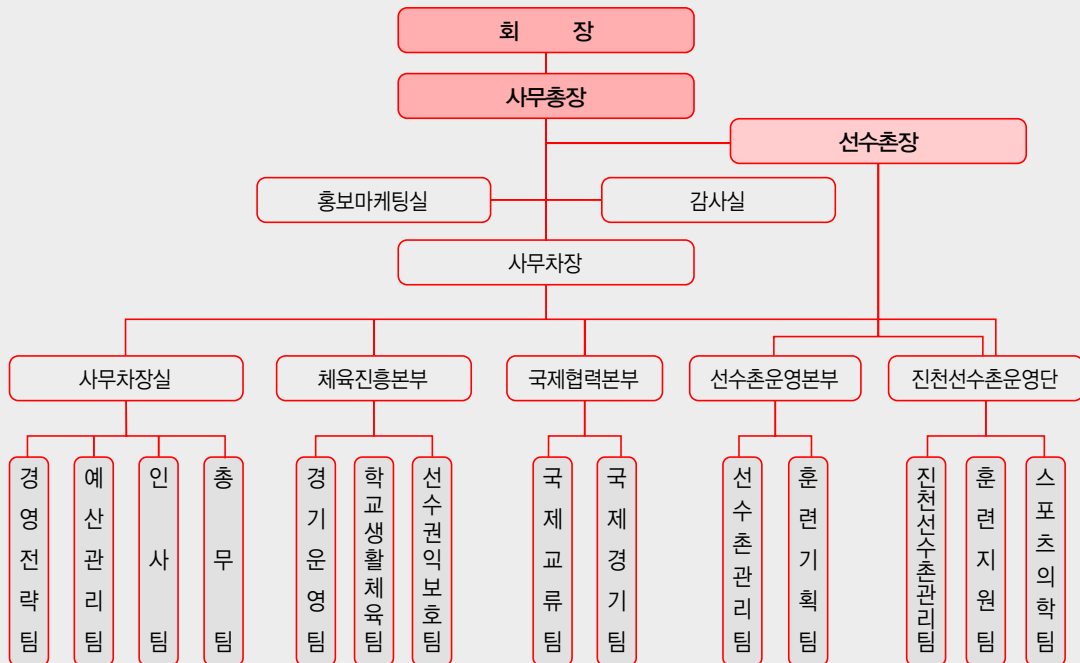 회 장
사무총장
선수촌장
홍보마케팅실
감사실
사무차장
사무차장실
체육진흥본부
국제협력본부
선수촌운영본부
진천선수촌운영단
경영전략팀
예산관리팀
인사팀
총무팀
경기운영팀
학교생활체육팀
선수권익보호팀
국제교류팀
국제경기팀
선수촌관리팀
훈련기획팀
진천선수촌관리팀
훈련지원팀
스포츠의학팀